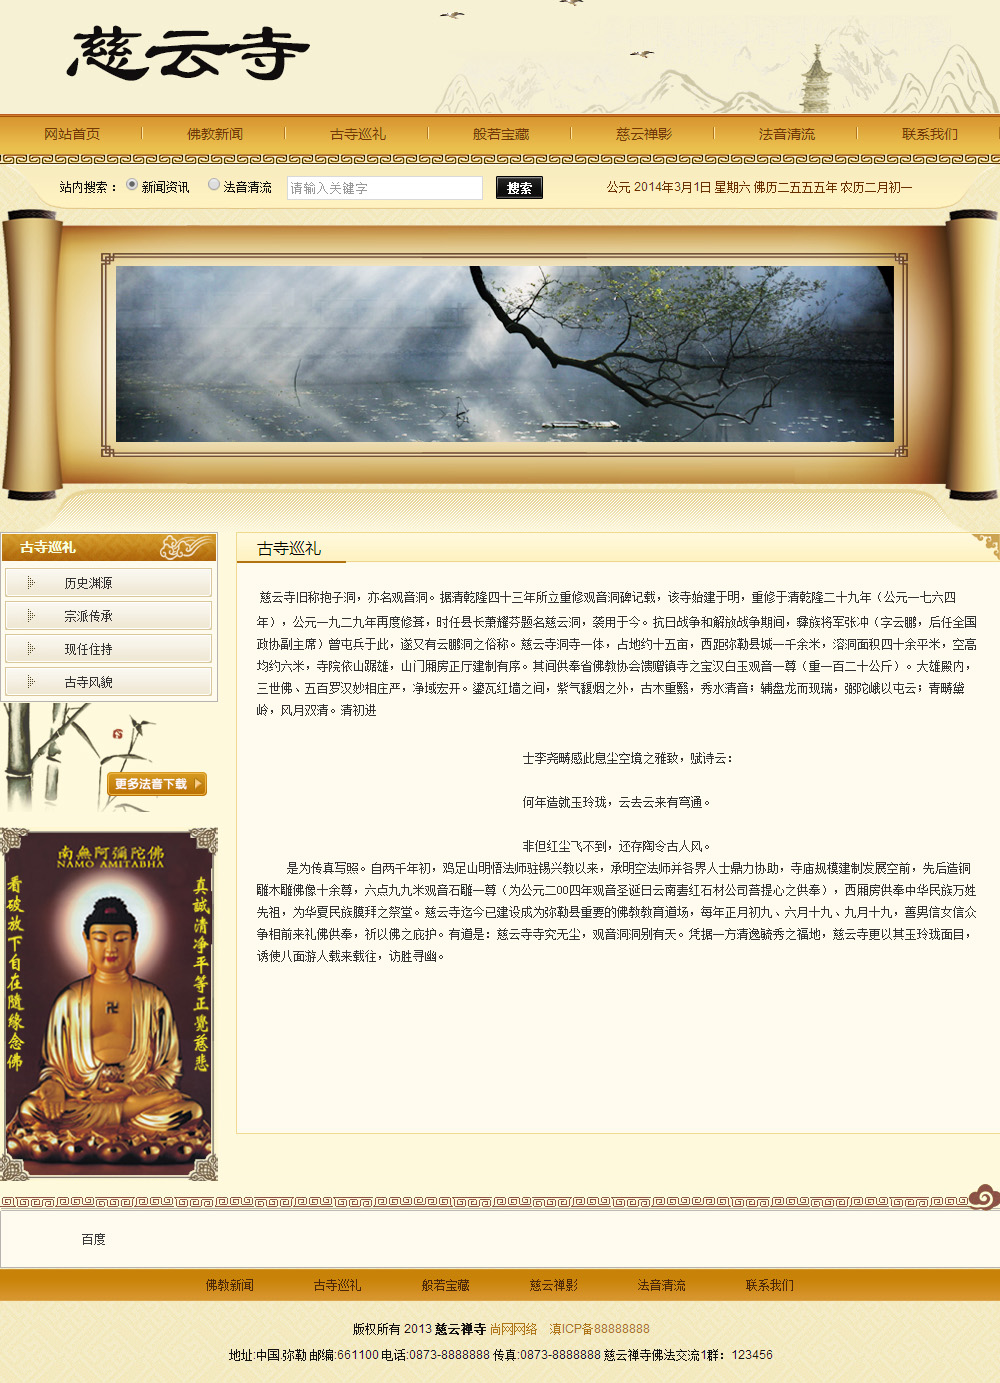 慈云寺
网站首页 佛教新闻 古寺巡礼 般若宝藏 慈云禅影 法音清流 联系我们
站内搜索： 新闻资讯 法音清流 请输入关键字 搜索 公元 2014年3月1日 星期六 佛历二五五五年 农历二月初一
古寺巡礼
历史渊源
宗派传承
现任住持
古寺风貌
更多法音下载
南無阿彌陀佛
NAMO AMITABHA
真誠清净平等正覺慈悲
看破放下自在隨緣念佛
古寺巡礼
慈云寺旧称抱子洞，亦名观音洞。据清乾隆四十三年所立重修观音洞碑记载，该寺始建于明，重修于清乾隆二十九年（公元一七六四
年），公元一九二九年再度修葺，时任县长萧耀芬题名慈云洞，袭用于今。抗日战争和解放战争期间，彝族将军张冲（字云鹏，后任全国
政协副主席）曾屯兵于此，遂又有云鹏洞之俗称。慈云寺洞寺一体，占地约十五亩，西距弥勒县城一千余米，溶洞面积四十余平米，空高
均约六米，寺院依山踞雄，山门厢房正厅建制有序。其间供奉省佛教协会馈赠镇寺之宝汉白玉观音一尊（重一百二十公斤）。大雄殿内，
三世佛、五百罗汉妙相庄严，净域宏开。鎏瓦红墙之间，紫气馥烟之外，古木重翳，秀水清音；辅盘龙而现瑞，弼陀峨以屯云；青畴黛
岭，风月双清。清初进
士李尧畴感此息尘空境之雅致，赋诗云：
何年造就玉玲珑，云去云来有窍通。
非但红尘飞不到，还存陶令古人风。
是为传真写照。自两千年初，鸡足山明悟法师驻锡兴教以来，承明空法师并各界人士鼎力协助，寺庙规模建制发展空前，先后造铜
雕木雕佛像十余尊，六点九九米观音石雕一尊（为公元二00四年观音圣诞日云南砉红石材公司菩提心之供奉），西厢房供奉中华民族万姓
先祖，为华夏民族膜拜之祭堂。慈云寺迄今已建设成为弥勒县重要的佛教教育道场，每年正月初九、六月十九、九月十九，善男信女信众
争相前来礼佛供奉，祈以佛之庇护。有道是：慈云寺寺究无尘，观音洞洞别有天。凭据一方清逸毓秀之福地，慈云寺更以其玉玲珑面目，
诱使八面游人载来载往，访胜寻幽。
百度
佛教新闻 古寺巡礼 般若宝藏 慈云禅影 法音清流 联系我们
版权所有 2013 慈云禅寺 尚网网络 滇ICP备88888888
地址:中国.弥勒 邮编:661100 电话:0873-8888888 传真:0873-8888888 慈云禅寺佛法交流1群：123456